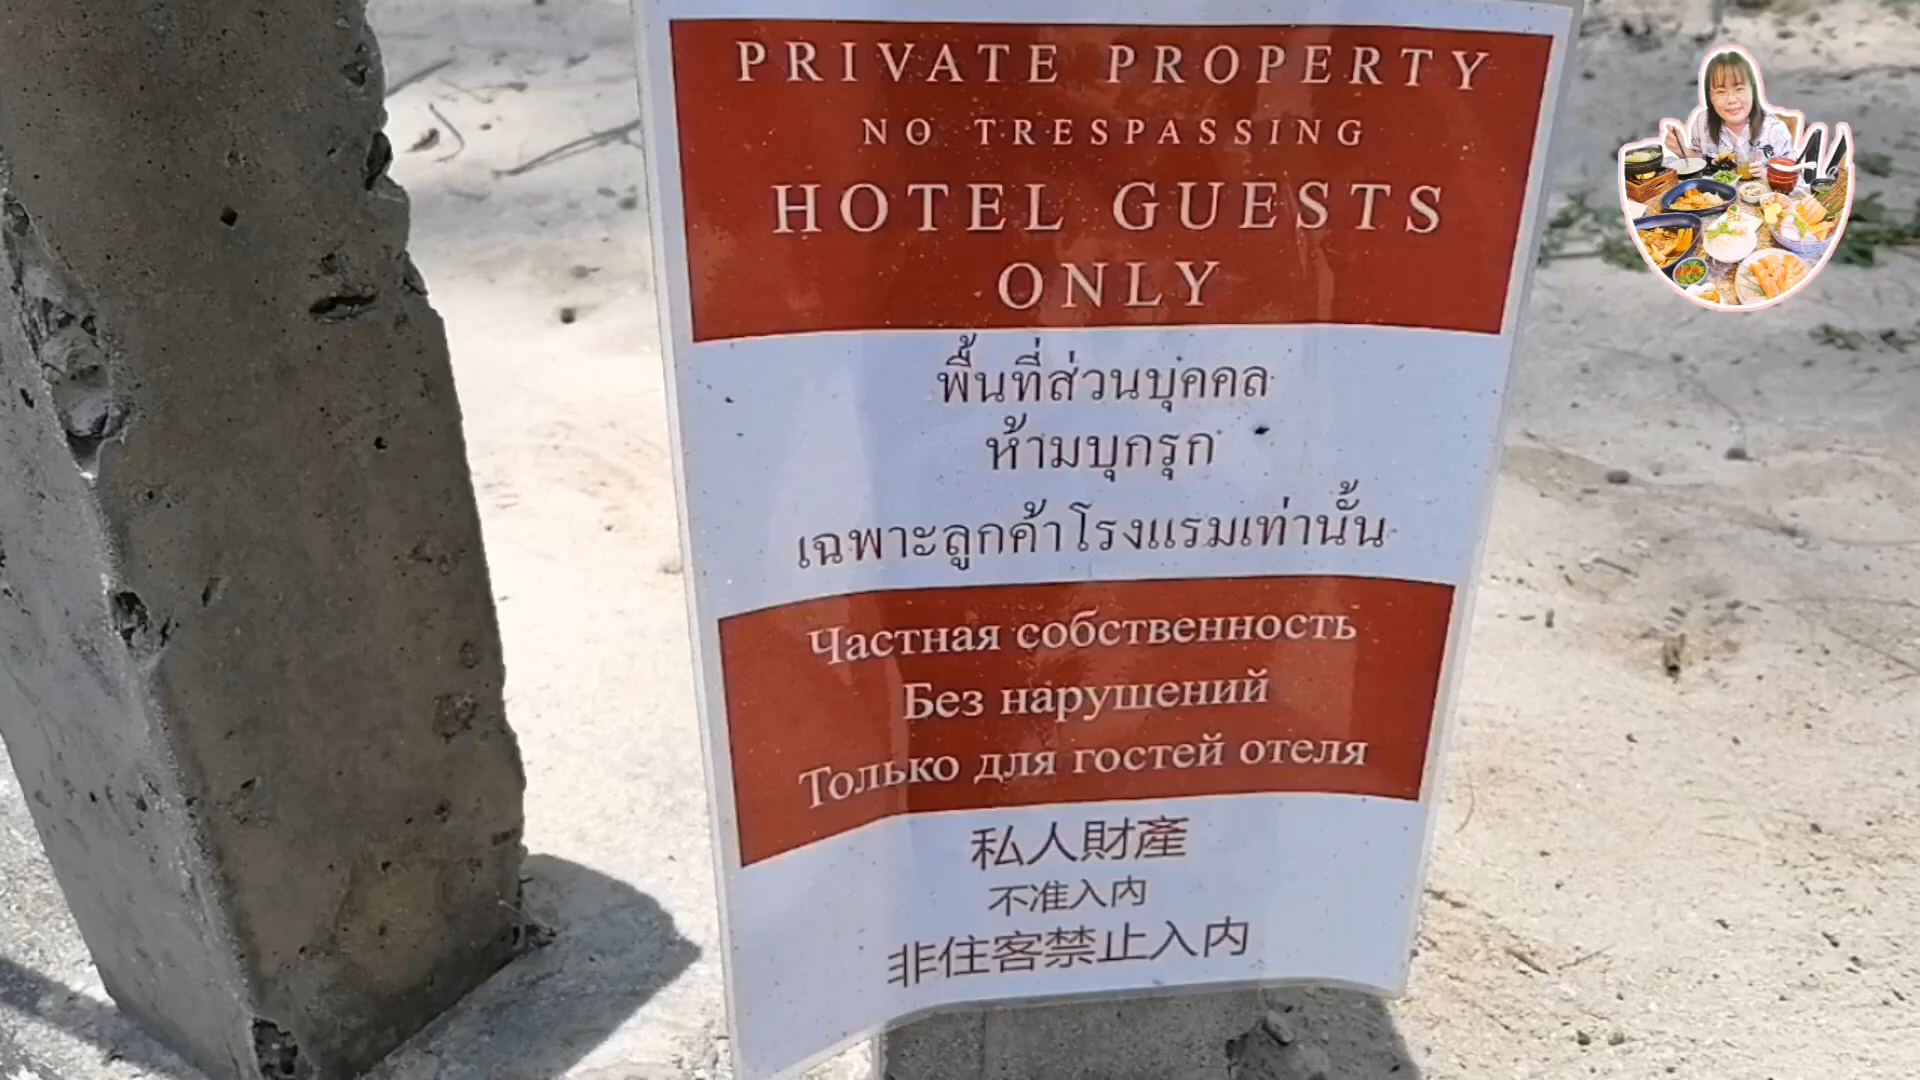 PRIVATE PROPERTY
NO TRESPASSING
HOTEL GUESTS
ONLY
พื้นที่ส่วนบุคคล
ห้ามบุกรุก
เฉพาะลูกค้าโรงแรมเท่านั้น
Частная собственность
Без нарушений
Только для гостей отеля
私人財產
不准入内
非住客禁止入内